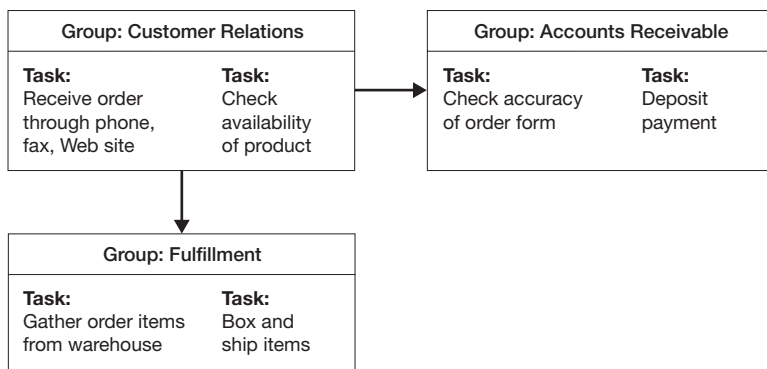 Group: Customer Relations
Task:
Receive order
through phone,
fax, Web site
Task:
Check
availability
of product
Group: Accounts Receivable
Task:
Check accuracy
of order form
Task:
Deposit
payment
Group: Fulfillment
Task:
Gather order items
from warehouse
Task:
Box and
ship items